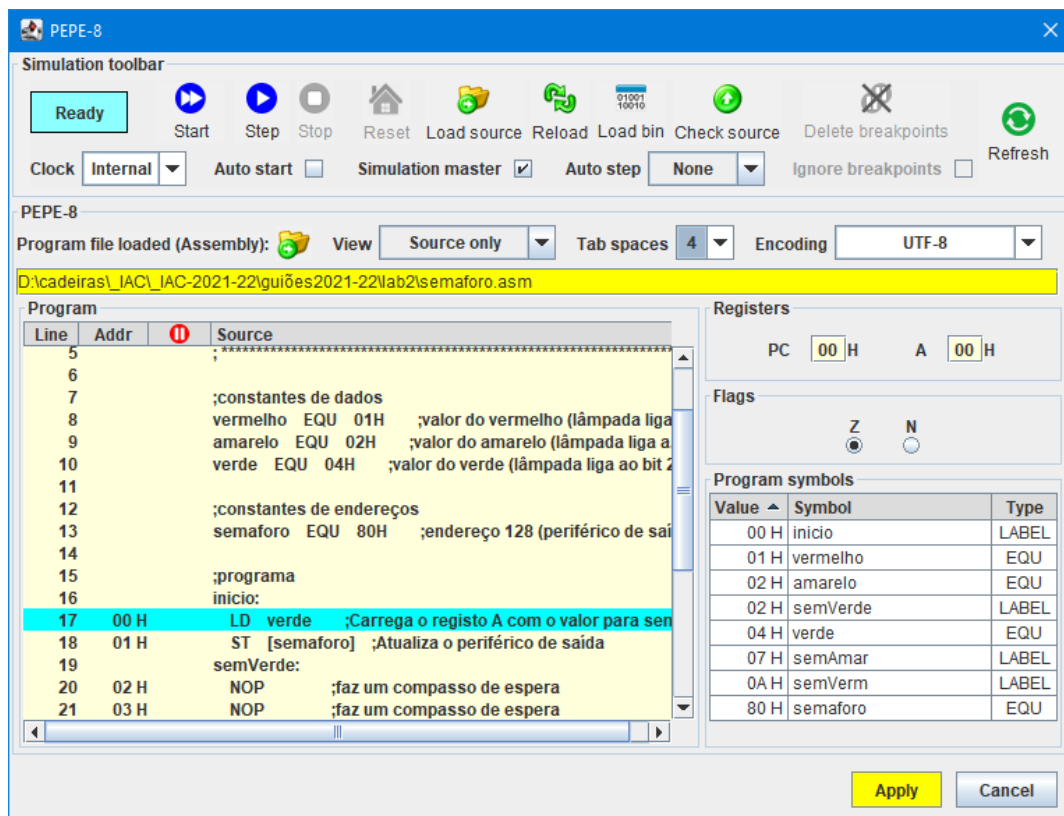 PEPE-8
Simulation toolbar
Ready
Start Step Stop Reset Load source Reload Load bin Check source Delete breakpoints Refresh
01001
10010
Clock Internal Auto start Simulation master Auto step None Ignore breakpoints
PEPE-8
Program file loaded (Assembly): View Source only Tab spaces 4 Encoding UTF-8
D:\cadeiras\_IAC\_IAC-2021-22\guiões2021-22\lab2\semaforo.asm
Program
Line Addr Source
5 ; **********************************************************************
6
7 ;constantes de dados
8 vermelho EQU 01H ;valor do vermelho (lâmpada liga
9 amarelo EQU 02H ;valor do amarelo (lâmpada liga a
10 verde EQU 04H ;valor do verde (lâmpada liga ao bit 2
11
12 ;constantes de endereços
13 semaforo EQU 80H ;endereço 128 (periférico de saí
14
15 ;programa
16 inicio:
17 00 H LD verde ;Carrega o registo A com o valor para sem
18 01 H ST [semaforo] ;Atualiza o periférico de saída
19 semVerde:
20 02 H NOP ;faz um compasso de espera
21 03 H NOP ;faz um compasso de espera
Registers
PC 00 H A 00 H
Flags
Z N
Program symbols
Value Symbol Type
00 H inicio LABEL
01 H vermelho EQU
02 H amarelo EQU
02 H semVerde LABEL
04 H verde EQU
07 H semAmar LABEL
0A H semVerm LABEL
80 H semaforo EQU
Apply Cancel